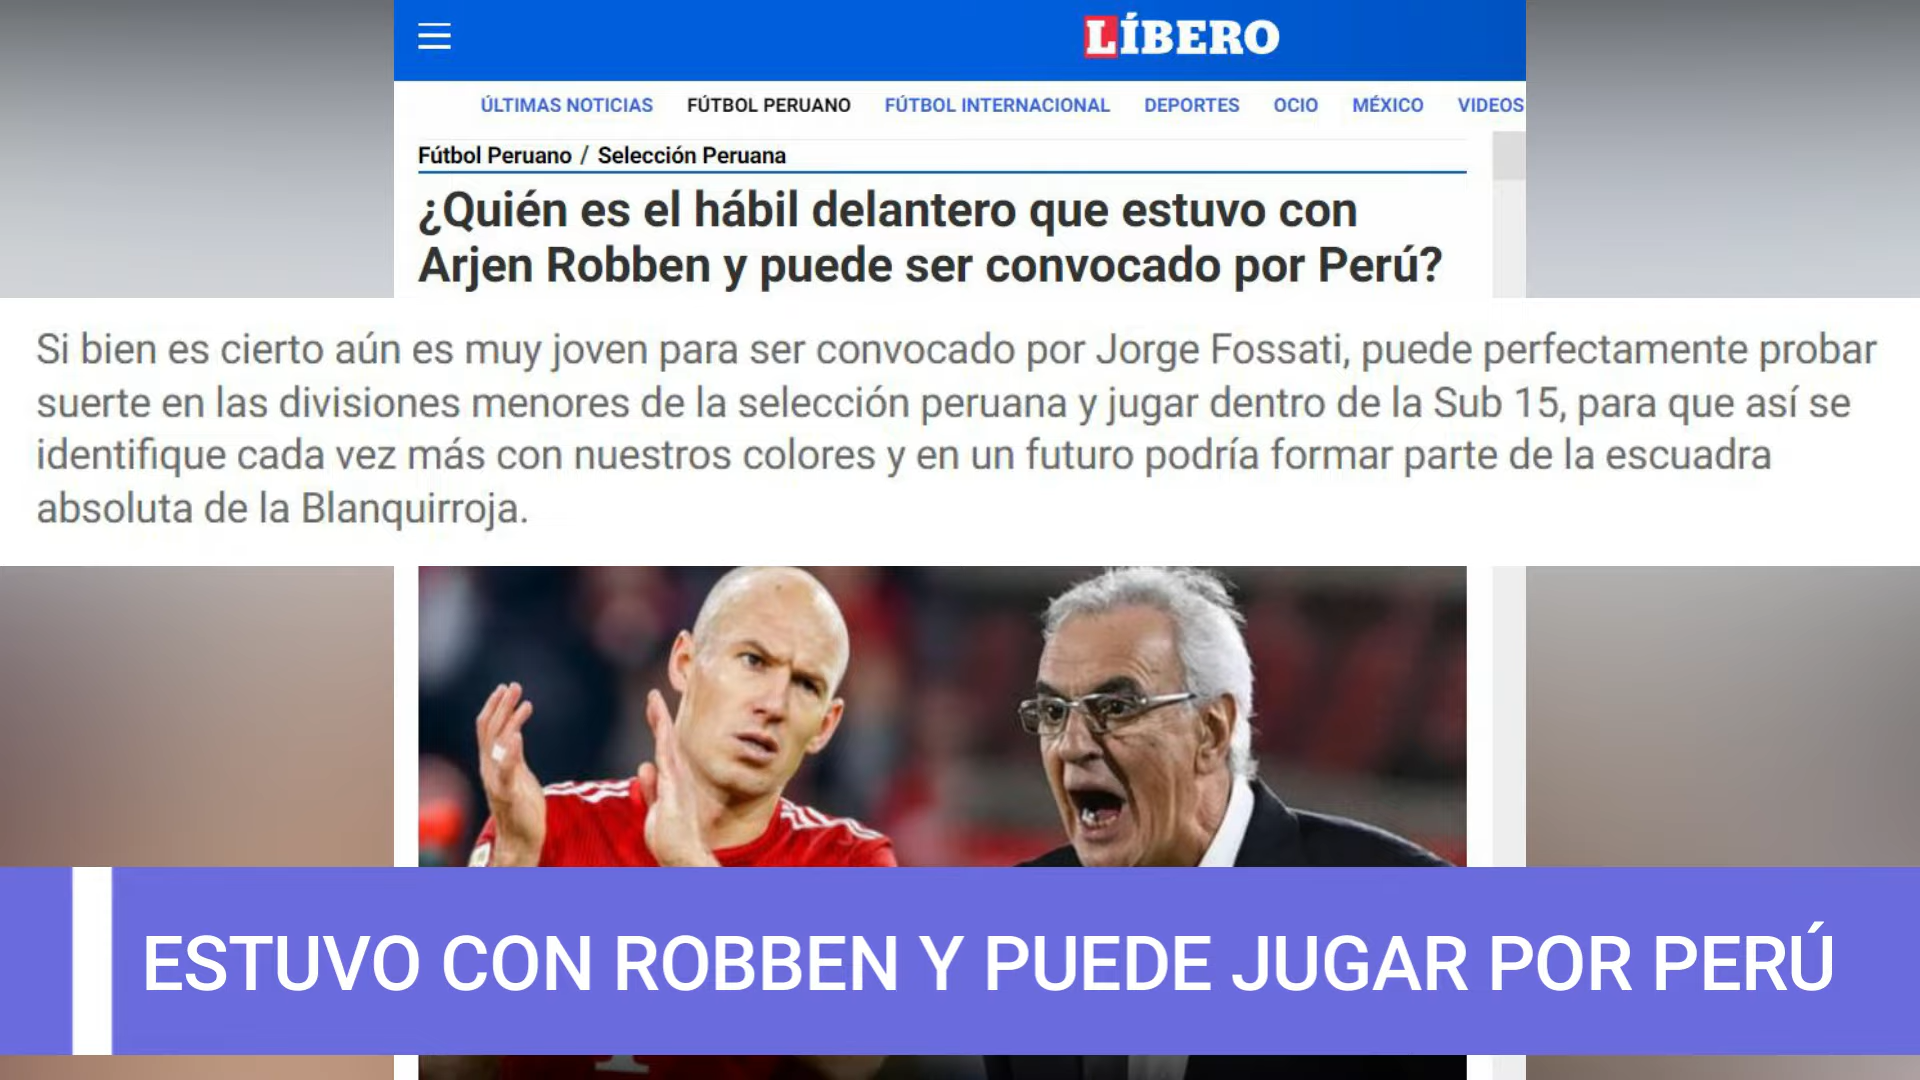 LÍBERO
ÚLTIMAS NOTICIAS FÚTBOL PERUANO FÚTBOL INTERNACIONAL DEPORTES OCIO MÉXICO VIDEOS
Fútbol Peruano / Selección Peruana
¿Quién es el hábil delantero que estuvo con
Arjen Robben y puede ser convocado por Perú?
Si bien es cierto aún es muy joven para ser convocado por Jorge Fossati, puede perfectamente probar
suerte en las divisiones menores de la selección peruana y jugar dentro de la Sub 15, para que así se
identifique cada vez más con nuestros colores y en un futuro podría formar parte de la escuadra
absoluta de la Blanquirroja.
ESTUVO CON ROBBEN Y PUEDE JUGAR POR PERÚ